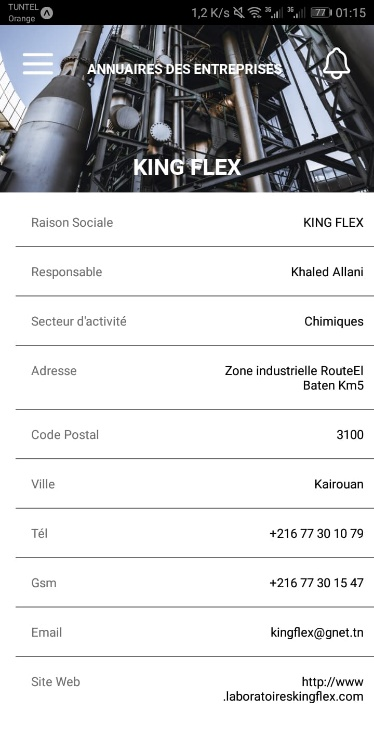 TUNTEL
Orange
1,2 K/s 3G 3G 77 01:15
ANNUAIRES DES ENTREPRISES
KING FLEX
Raison Sociale KING FLEX
Responsable Khaled Allani
Secteur d'activité Chimiques
Adresse Zone industrielle RouteEl
Baten Km5
Code Postal 3100
Ville Kairouan
Tél +216 77 30 10 79
Gsm +216 77 30 15 47
Email kingflex@gnet.tn
Site Web http://www
.laboratoireskingflex.com